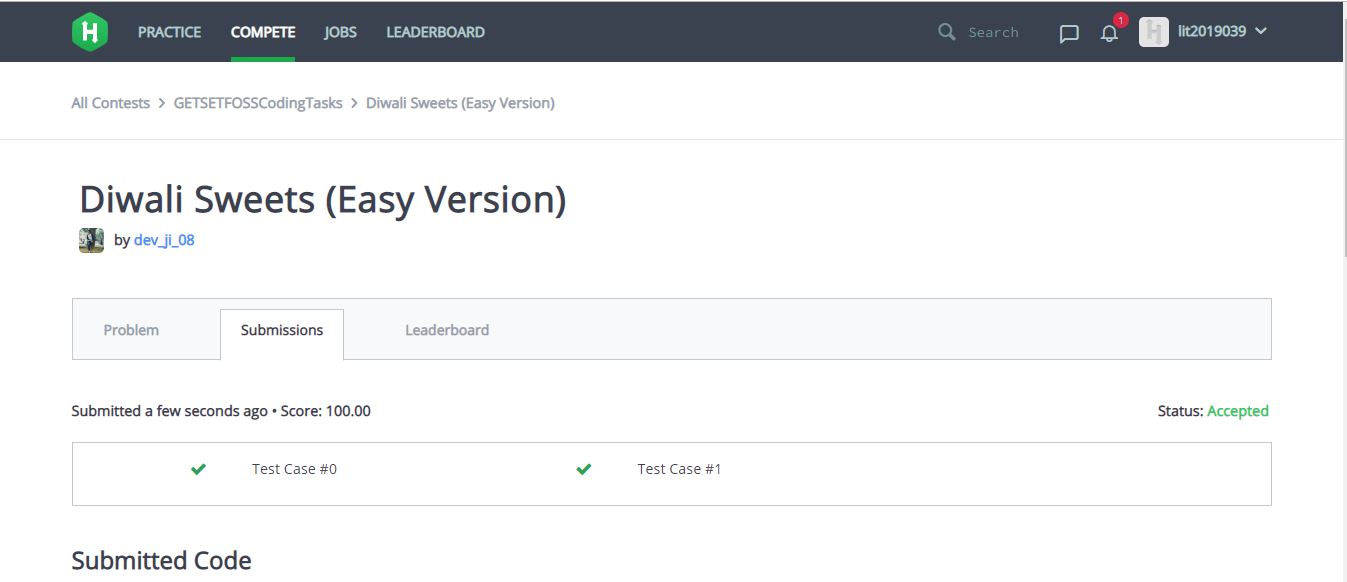 H PRACTICE COMPETE JOBS LEADERBOARD Search 1 H lit2019039
All Contests > GETSETFOSSCodingTasks > Diwali Sweets (Easy Version)
Diwali Sweets (Easy Version)
by dev_ji_08
Problem Submissions Leaderboard
Submitted a few seconds ago • Score: 100.00 Status: Accepted
Test Case #0 Test Case #1
Submitted Code